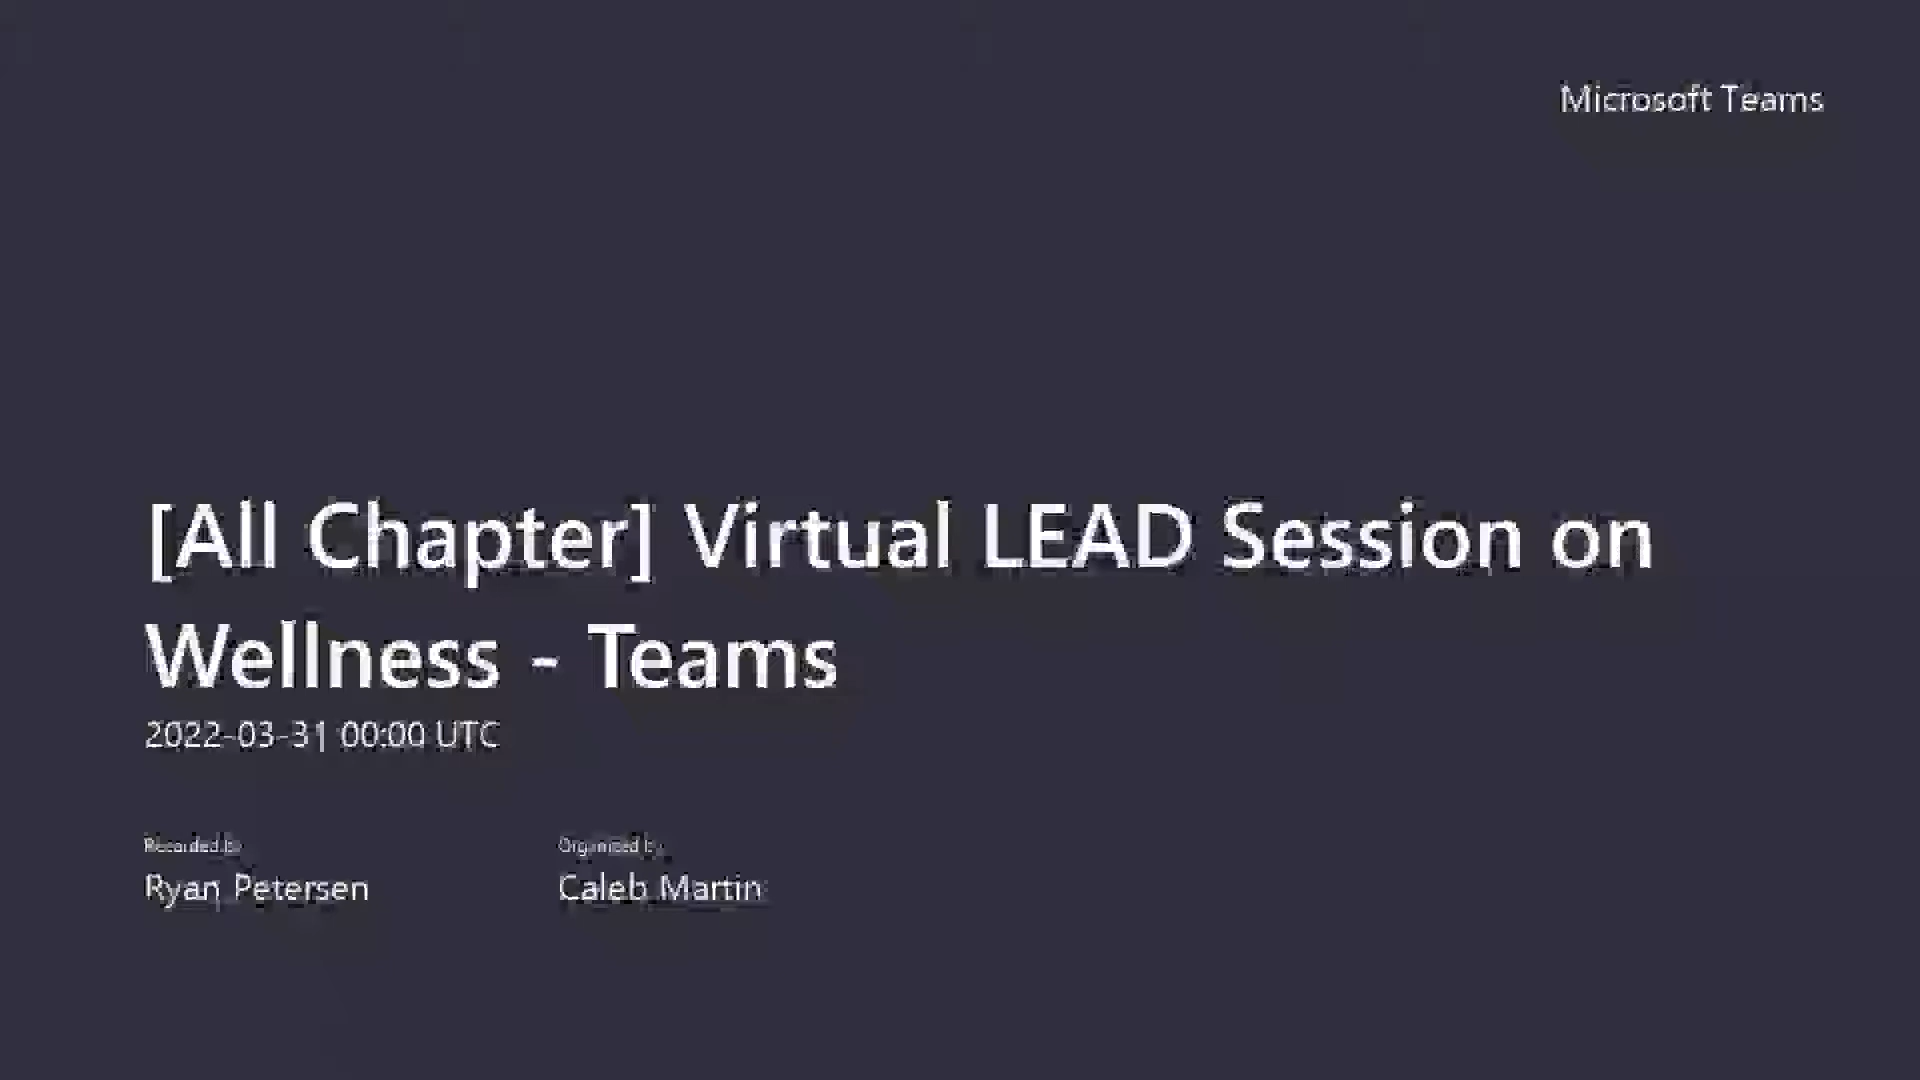 Microsoft Teams
[All Chapter] Virtual LEAD Session on
Wellness - Teams
2022-03-31 00:00 UTC
Recorded by
Organized by
Ryan Petersen
Caleb Martin